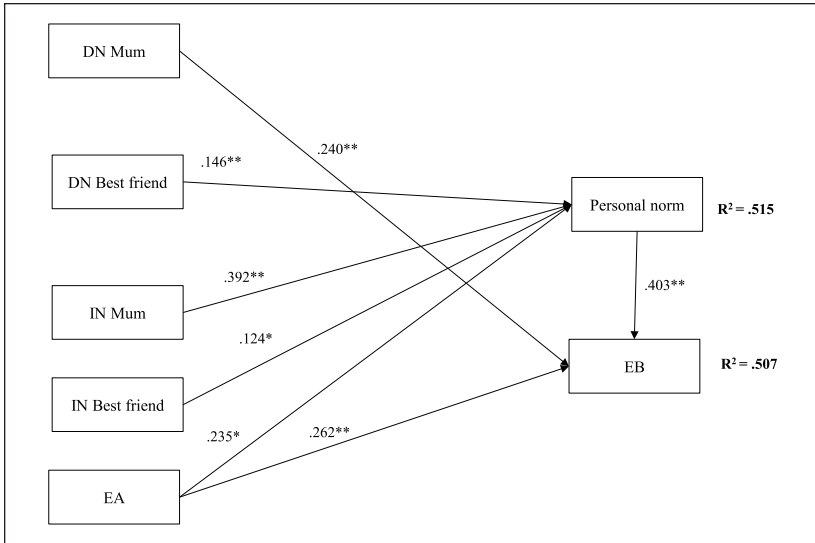 DN Mum
DN Best friend
.146**
.240**
Personal norm
R² = .515
IN Mum
.392**
.403**
.124*
EB
R² = .507
IN Best friend
.235*
.262**
EA